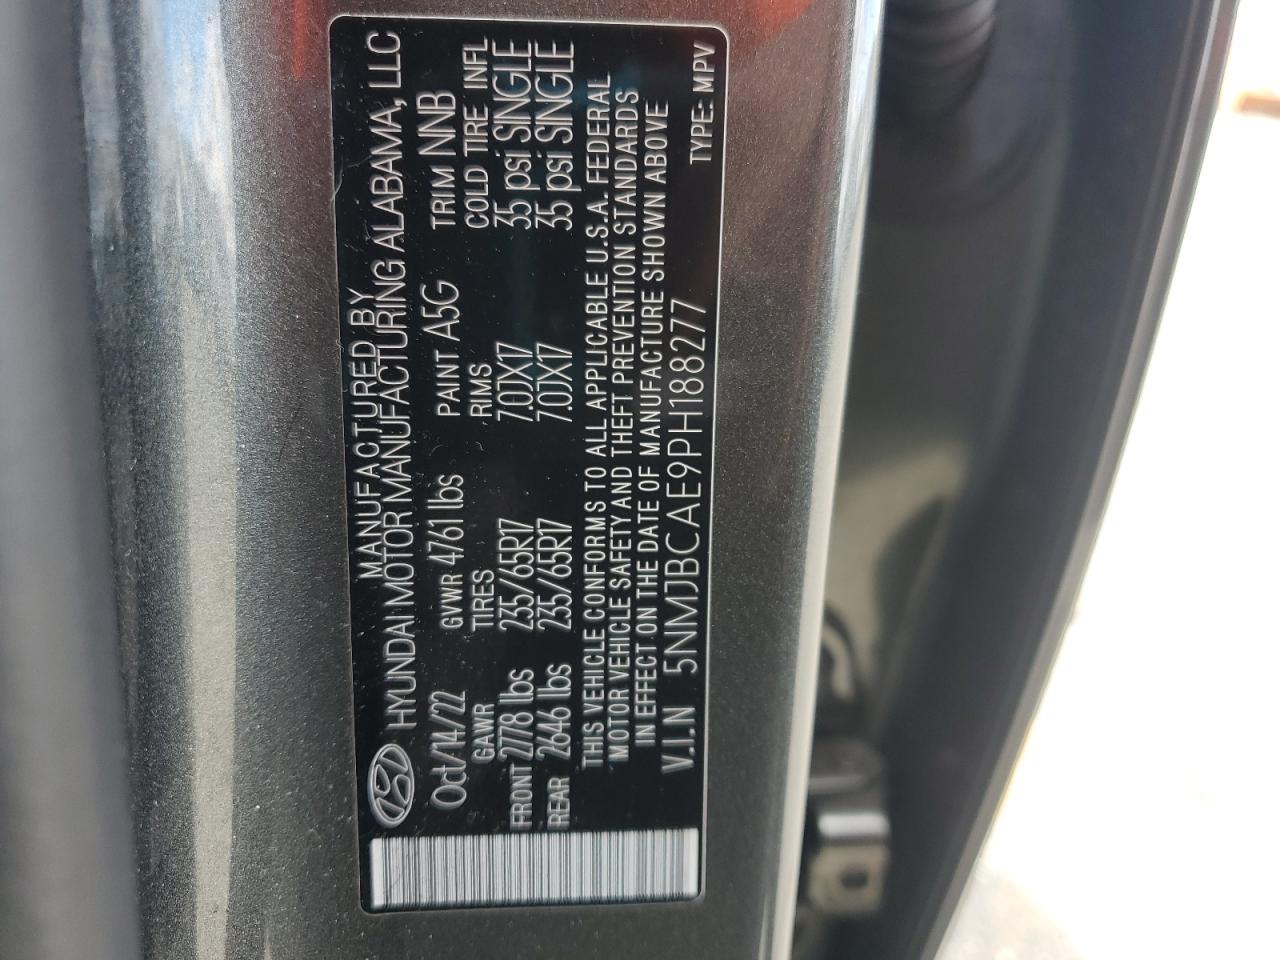 MANUFACTURED BY
HYUNDAI MOTOR MANUFACTURING ALABAMA, LLC
Oct/14/22 GVWR 4761 lbs PAINT A5G TRIM NNB
GAWR TIRES RIMS COLD TIRE INFL
FRONT 2778 lbs 235/65R17 7.0JX17 35 psi SINGLE
REAR 2646 lbs 235/65R17 7.0JX17 35 psi SINGLE
THIS VEHICLE CONFORMS TO ALL APPLICABLE U.S.A. FEDERAL
MOTOR VEHICLE SAFETY AND THEFT PREVENTION STANDARDS
IN EFFECT ON THE DATE OF MANUFACTURE SHOWN ABOVE
V.I.N 5NMJBCAE9PH188277 TYPE: MPV